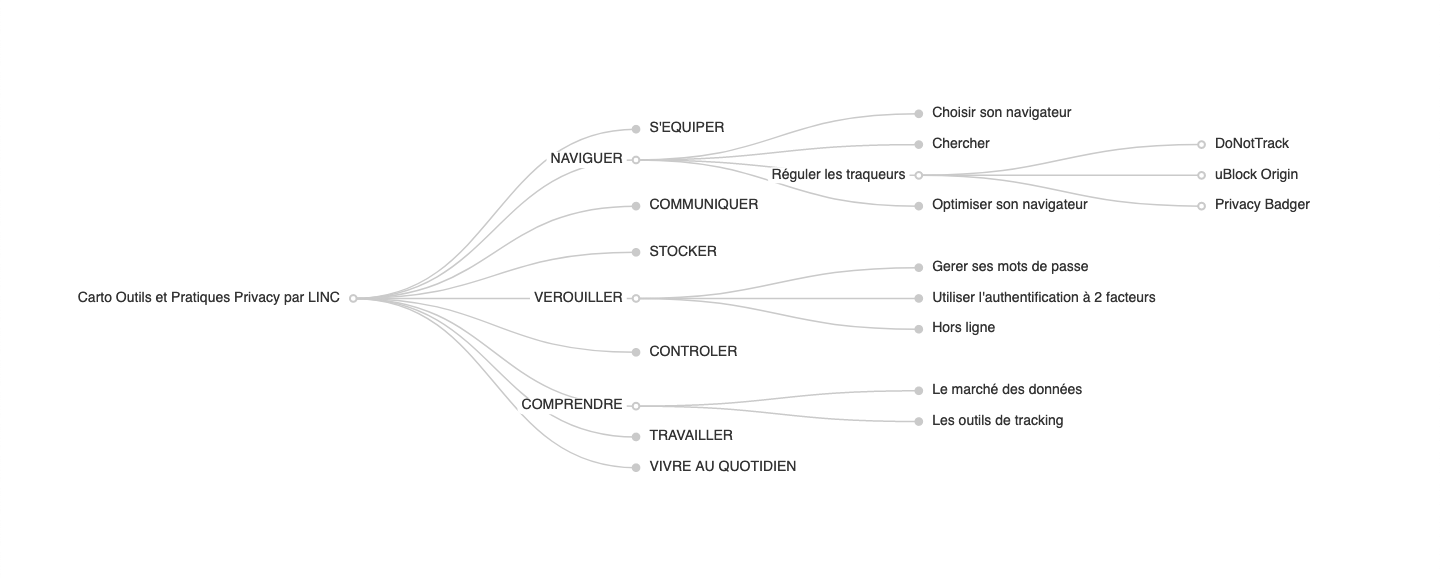 Carto Outils et Pratiques Privacy par LINC
S'EQUIPER
NAVIGUER
Choisir son navigateur
Chercher
Réguler les traqueurs
DoNotTrack
uBlock Origin
Privacy Badger
Optimiser son navigateur
COMMUNIQUER
STOCKER
VEROUILLER
Gerer ses mots de passe
Utiliser l'authentification à 2 facteurs
Hors ligne
CONTROLER
COMPRENDRE
Le marché des données
Les outils de tracking
TRAVAILLER
VIVRE AU QUOTIDIEN